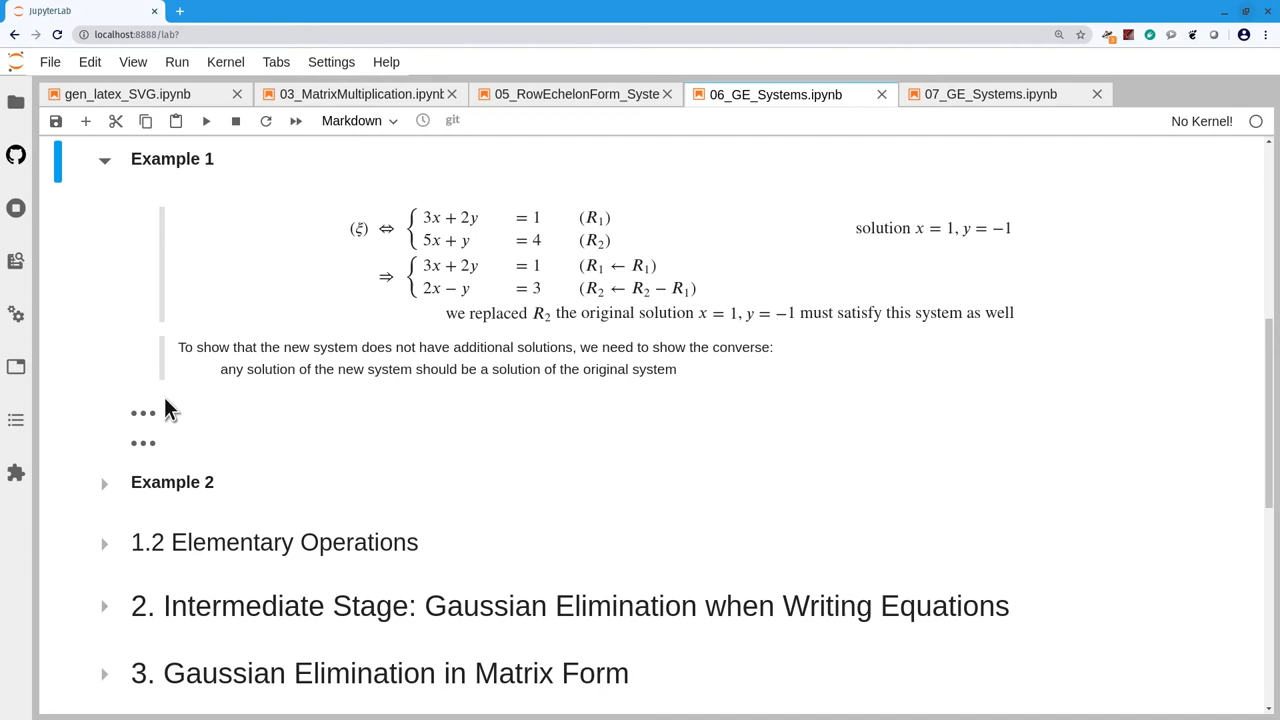 JupyterLab
localhost:8888/lab?
File Edit View Run Kernel Tabs Settings Help
gen_latex_SVG.ipynb 03_MatrixMultiplication.ipynb 05_RowEchelonForm_Syste 06_GE_Systems.ipynb 07_GE_Systems.ipynb
Markdown git No Kernel!
Example 1
(ξ) ⇔ { 3x + 2y = 1 (R₁) solution x = 1, y = −1
5x + y = 4 (R₂)
⇒ { 3x + 2y = 1 (R₁ ← R₁)
2x − y = 3 (R₂ ← R₂ − R₁)
we replaced R₂ the original solution x = 1, y = −1 must satisfy this system as well
To show that the new system does not have additional solutions, we need to show the converse:
any solution of the new system should be a solution of the original system
Example 2
1.2 Elementary Operations
2. Intermediate Stage: Gaussian Elimination when Writing Equations
3. Gaussian Elimination in Matrix Form